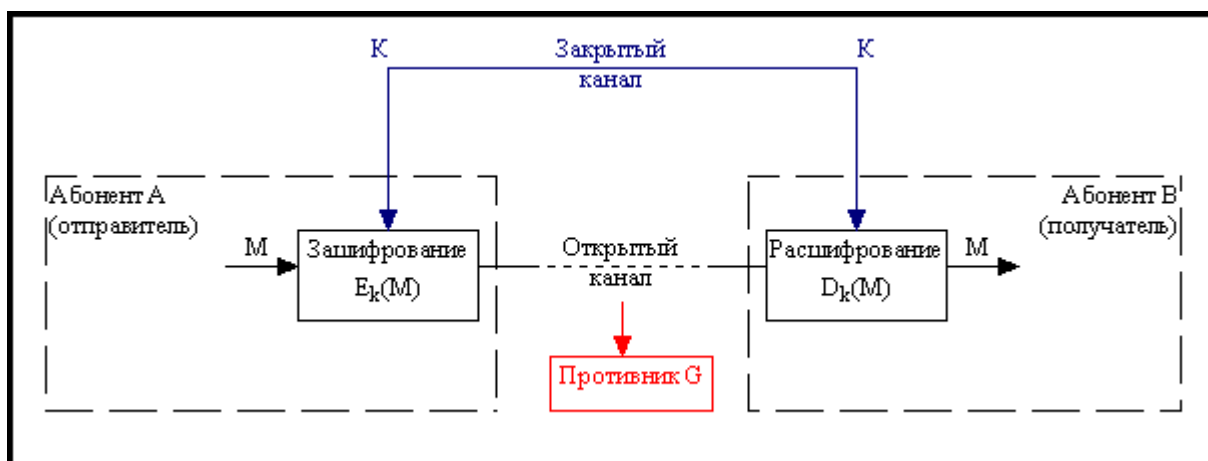 K
Закрытый
канал
K
Абонент A
(отправитель)
M
Зашифрование
Ek(M)
Открытый
канал
Противник G
Абонент B
(получатель)
Расшифрование
Dk(M)
M